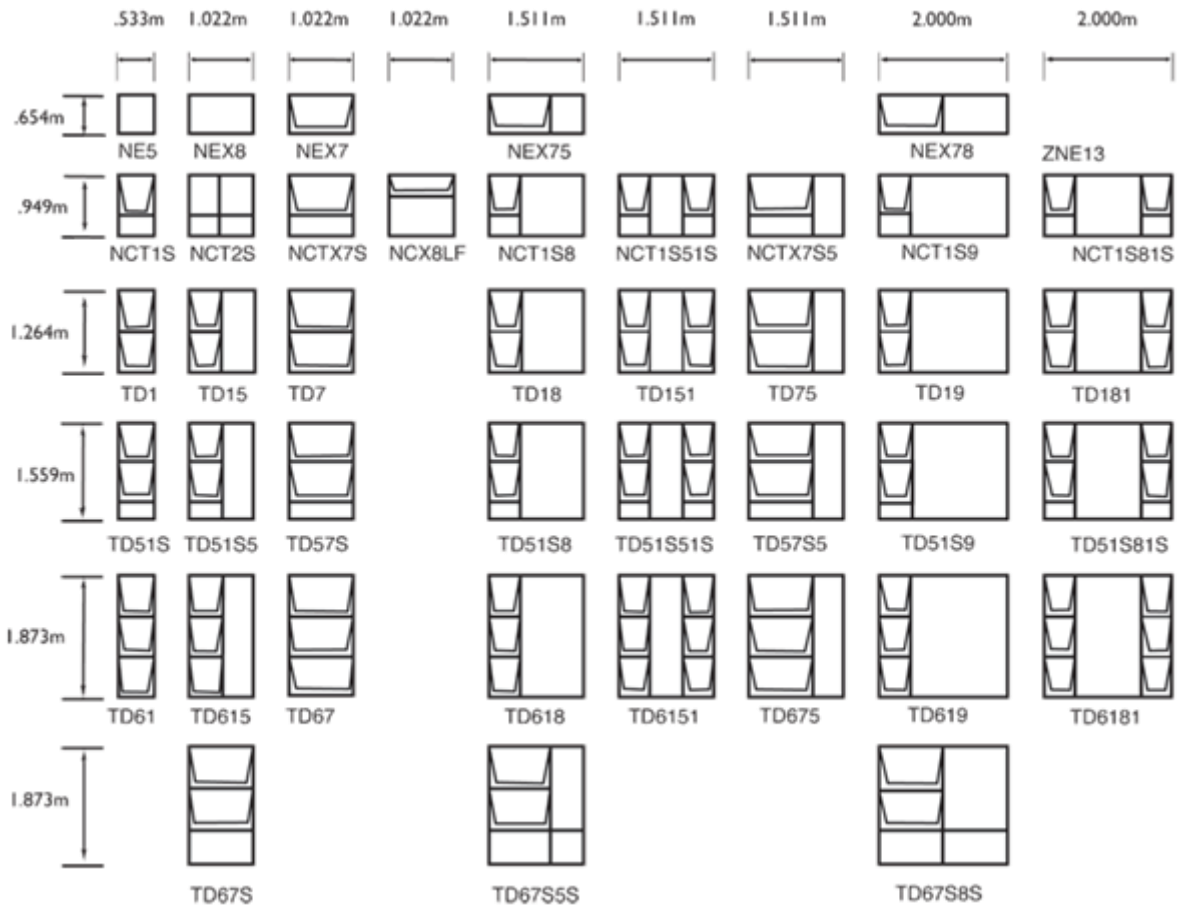 .533m 1.022m 1.022m 1.022m 1.511m 1.511m 1.511m 2.000m 2.000m
.654m
NE5 NEX8 NEX7 NEX75 NEX78 ZNE13
.949m
NCT1S NCT2S NCTX7S NCX8LF NCT1S8 NCT1S51S NCTX7S5 NCT1S9 NCT1S81S
1.264m
TD1 TD15 TD7 TD18 TD151 TD75 TD19 TD181
1.559m
TD51S TD51S5 TD57S TD51S8 TD51S51S TD57S5 TD51S9 TD51S81S
1.873m
TD61 TD615 TD67 TD618 TD6151 TD675 TD619 TD6181
1.873m
TD67S TD67S5S TD67S8S